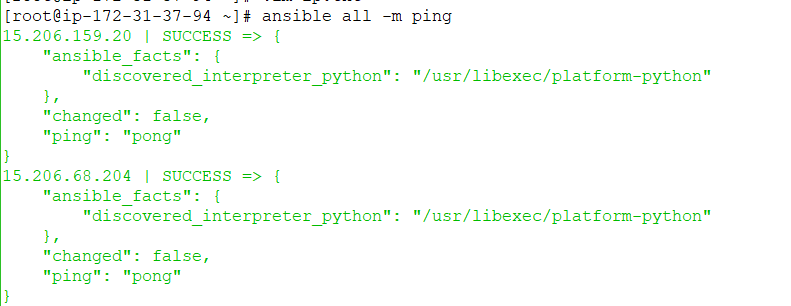 [root@ip-172-31-37-94 ~]# ansible all -m ping
15.206.159.20 | SUCCESS => {
    "ansible_facts": {
        "discovered_interpreter_python": "/usr/libexec/platform-python"
    },
    "changed": false,
    "ping": "pong"
}
15.206.68.204 | SUCCESS => {
    "ansible_facts": {
        "discovered_interpreter_python": "/usr/libexec/platform-python"
    },
    "changed": false,
    "ping": "pong"
}